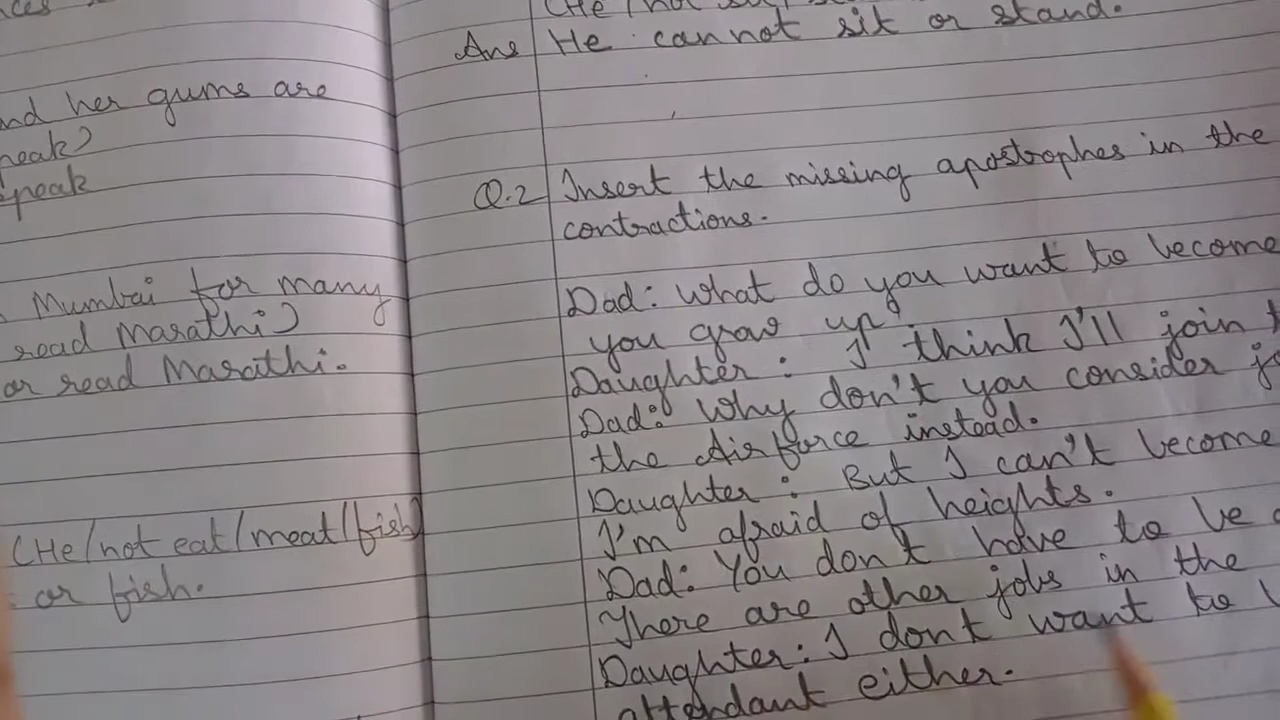 and her gums are
speak)
speak
Mumbai for many
read Marathi)
or read Marathi.
(He/not eat/meat/fish)
or fish.
(He/not
Ans He cannot sit or stand.
Q.2 Insert the missing apostrophes in the
contractions.
Dad: What do you want to become
you grow up
Daughter: I think I'll join
Dad: Why don't you consider
the Airforce instead.
Daughter: But I can't become
I'm afraid of heights.
Dad: You don't have to be
There are other jobs in the
Daughter: I dont want to
attendant either.